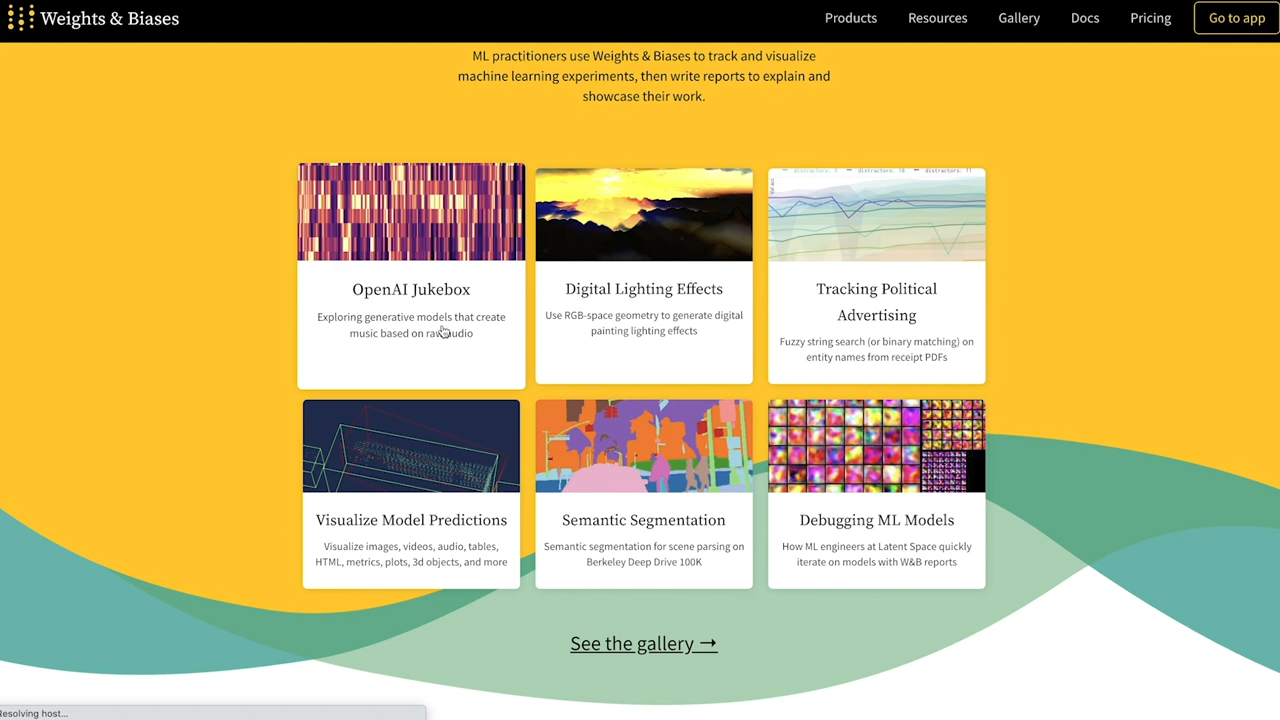 Weights & Biases
Products Resources Gallery Docs Pricing Go to app
ML practitioners use Weights & Biases to track and visualize
machine learning experiments, then write reports to explain and
showcase their work.
OpenAI Jukebox
Exploring generative models that create
music based on raw audio
Digital Lighting Effects
Use RGB-space geometry to generate digital
painting lighting effects
distractors: 10 — distractors: 11
Tracking Political
Advertising
Fuzzy string search (or binary matching) on
entity names from receipt PDFs
Visualize Model Predictions
Visualize images, videos, audio, tables,
HTML, metrics, plots, 3d objects, and more
Semantic Segmentation
Semantic segmentation for scene parsing on
Berkeley Deep Drive 100K
Debugging ML Models
How ML engineers at Latent Space quickly
iterate on models with W&B reports
See the gallery →
Resolving host...